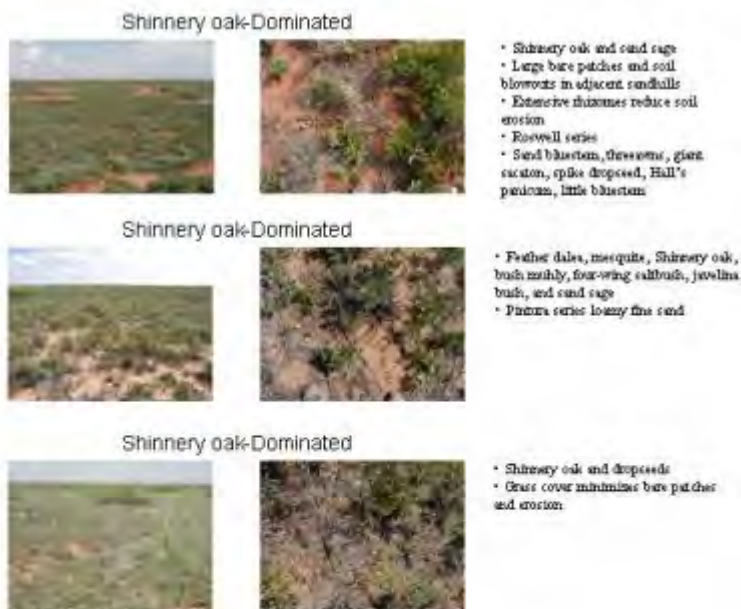 Shinnery oak-Dominated
• Shinnery oak and sand sage
• Large bare patches and soil
blowouts in adjacent sandhills
• Extensive rhizomes reduce soil
erosion
• Roswell series
• Sand bluestem, threeawns, giant
sacaton, spike dropseed, Hall's
panicum, little bluestem
Shinnery oak-Dominated
• Feather dalea, mesquite, Shinnery oak,
bush muhly, four-wing saltbush, javelina
bush, and sand sage
• Pintura series loamy fine sand
Shinnery oak-Dominated
• Shinnery oak and dropseeds
• Grass cover minimizes bare patches
and erosion